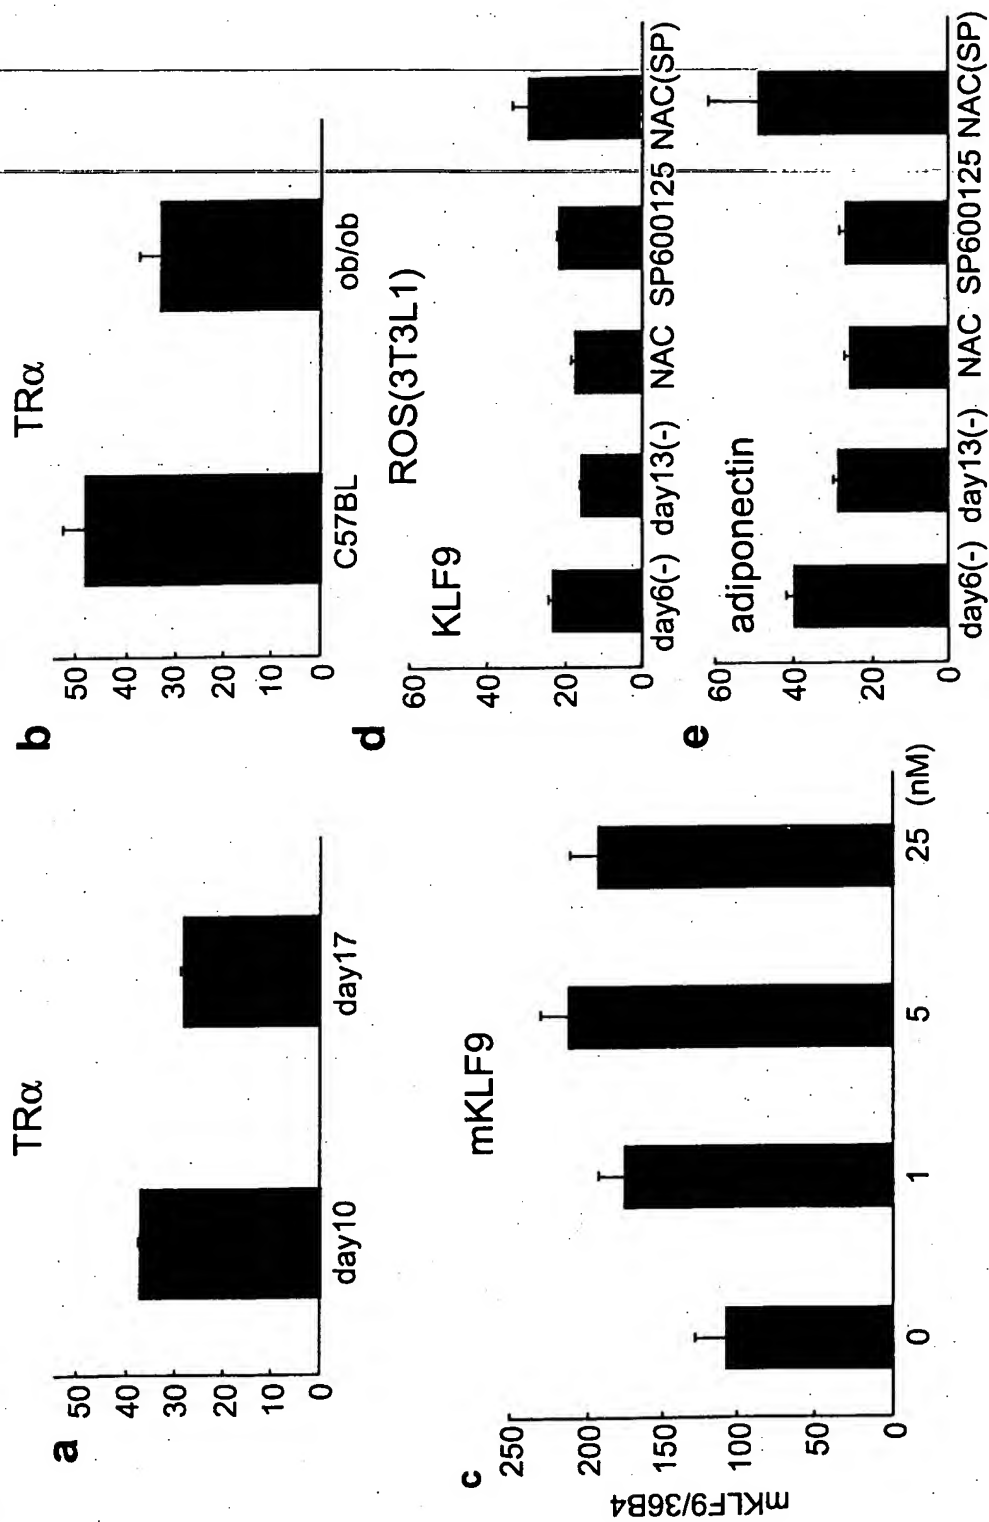 a
TRα
50
40
30
20
10
0
day10 day17
b
TRα
50
40
30
20
10
0
C57BL ob/ob
c
mKLF9
mKLF9/36B4
250
200
150
100
50
0
0 1 5 25 (nM)
ROS(3T3L1)
d
KLF9
60
40
20
0
day6(-) day13(-) NAC SP600125 NAC(SP)
e
adiponectin
60
40
20
0
day6(-) day13(-) NAC SP600125 NAC(SP)